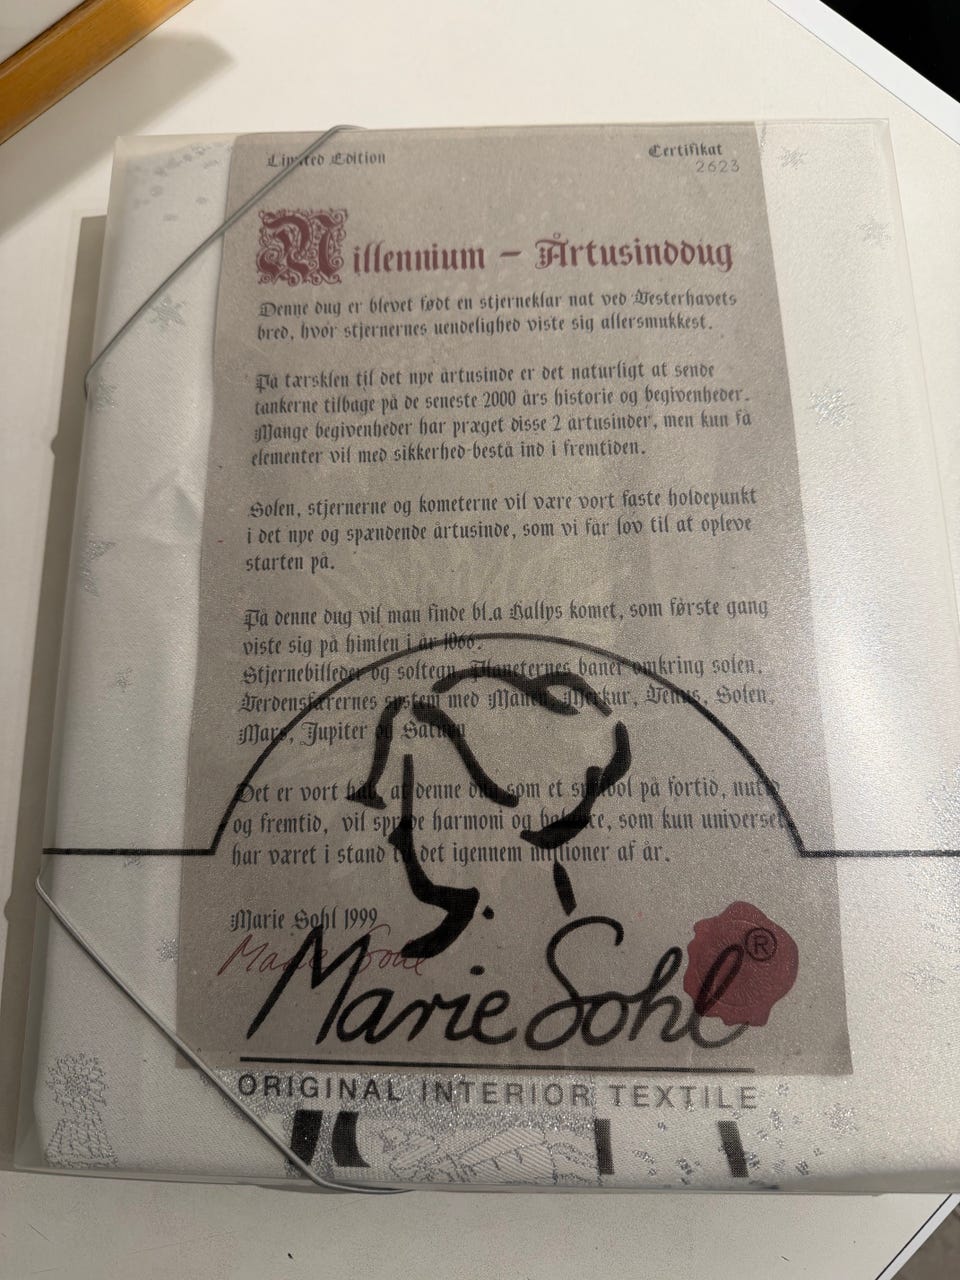 Limited Edition
Certifikat
2623
Millennium – Årtusinddug
Denne dug er blevet født en stjerneklar nat ved Vesterhavets
bred, hvor stjernernes uendelighed viste sig allersmukkest.
På tærsklen til det nye årtusinde er det naturligt at sende
tankerne tilbage på de seneste 2000 års historie og begivenheder.
Mange begivenheder har præget disse 2 årtusinder, men kun få
elementer vil med sikkerhed bestå ind i fremtiden.
Solen, stjernerne og kometerne vil være vort faste holdepunkt
i det nye og spændende årtusinde, som vi får lov til at opleve
starten på.
På denne dug vil man finde bl.a Hallys komet, som første gang
viste sig på himlen i år 1066.
Stjernebilleder og soltegn, Planeternes baner omkring solen.
Verdensfærernes system med Månen, Merkur, Venus, Solen,
Mars, Jupiter og Saturn
Det er vort håb, at denne dug som et symbol på fortid, nutid
og fremtid, vil sprede harmoni og balance, som kun universet
har været i stand til det igennem millioner af år.
Marie Sohl 1999
Marie Sohl
Marie Sohl ®
ORIGINAL INTERIOR TEXTILE